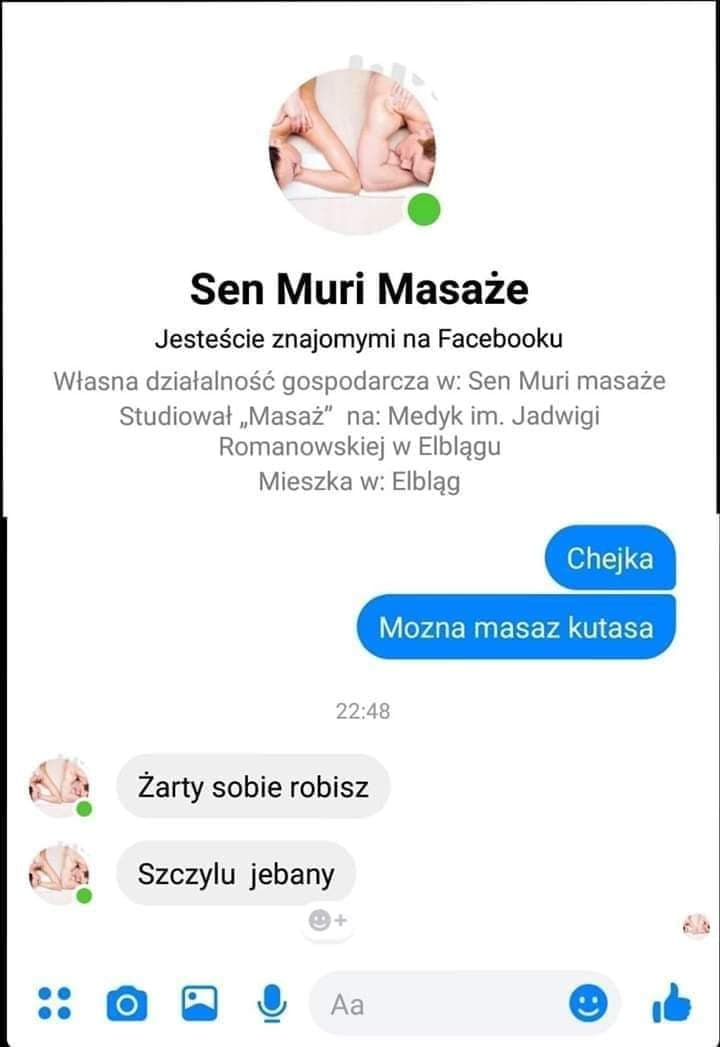 Sen Muri Masaże
Jesteście znajomymi na Facebooku
Własna działalność gospodarcza w: Sen Muri masaże
Studiował „Masaż” na: Medyk im. Jadwigi
Romanowskiej w Elblągu
Mieszka w: Elbląg
Chejka
Mozna masaz kutasa
22:48
Żarty sobie robisz
Szczylu jebany
Aa